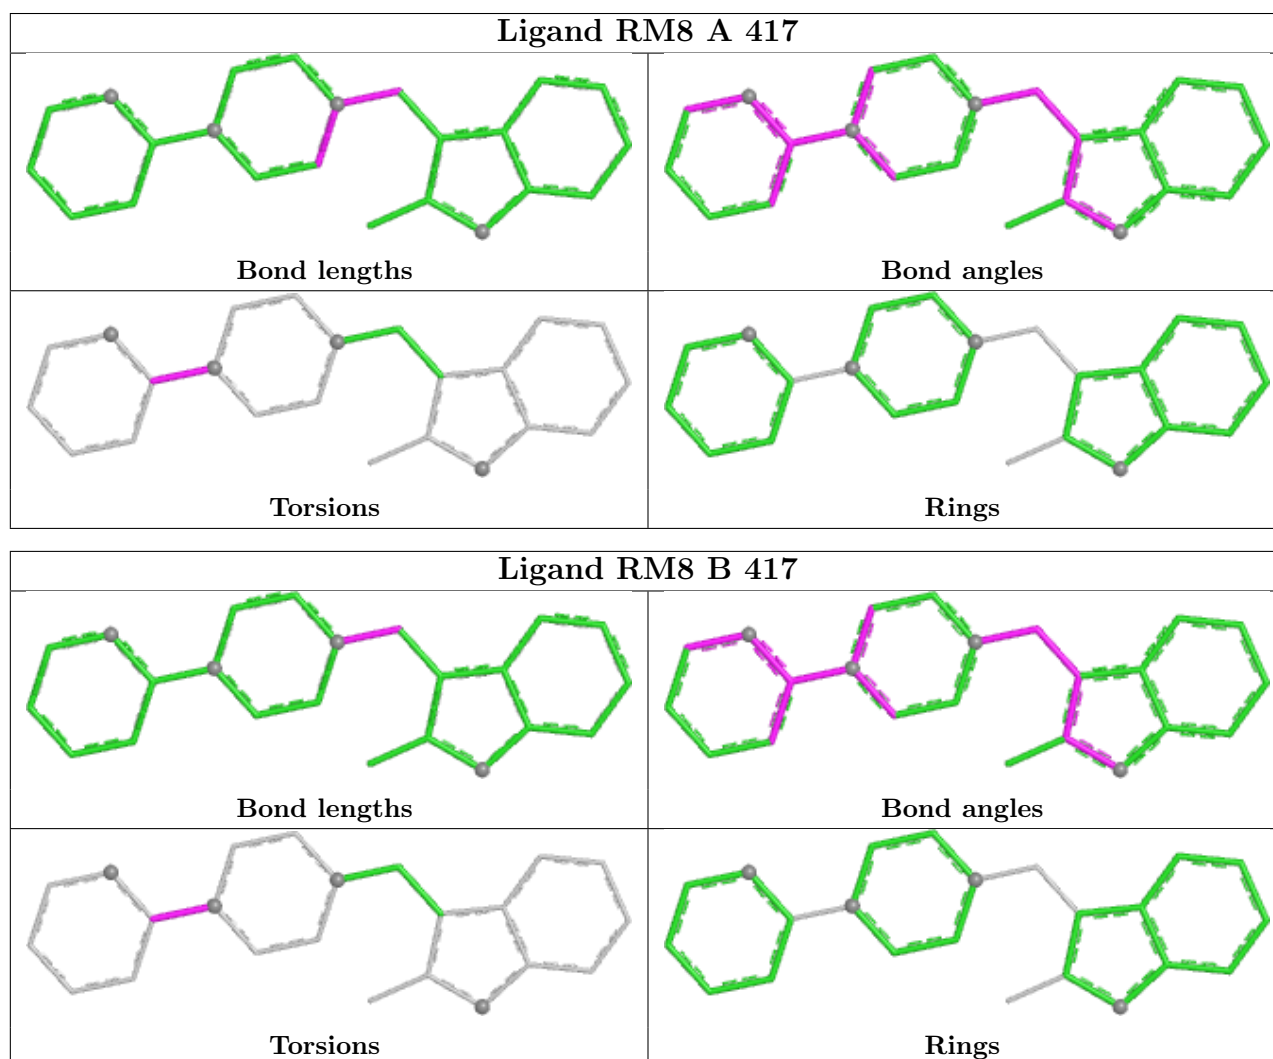 Ligand RM8 A 417
Bond lengths
Bond angles
Torsions
Rings
Ligand RM8 B 417
Bond lengths
Bond angles
Torsions
Rings